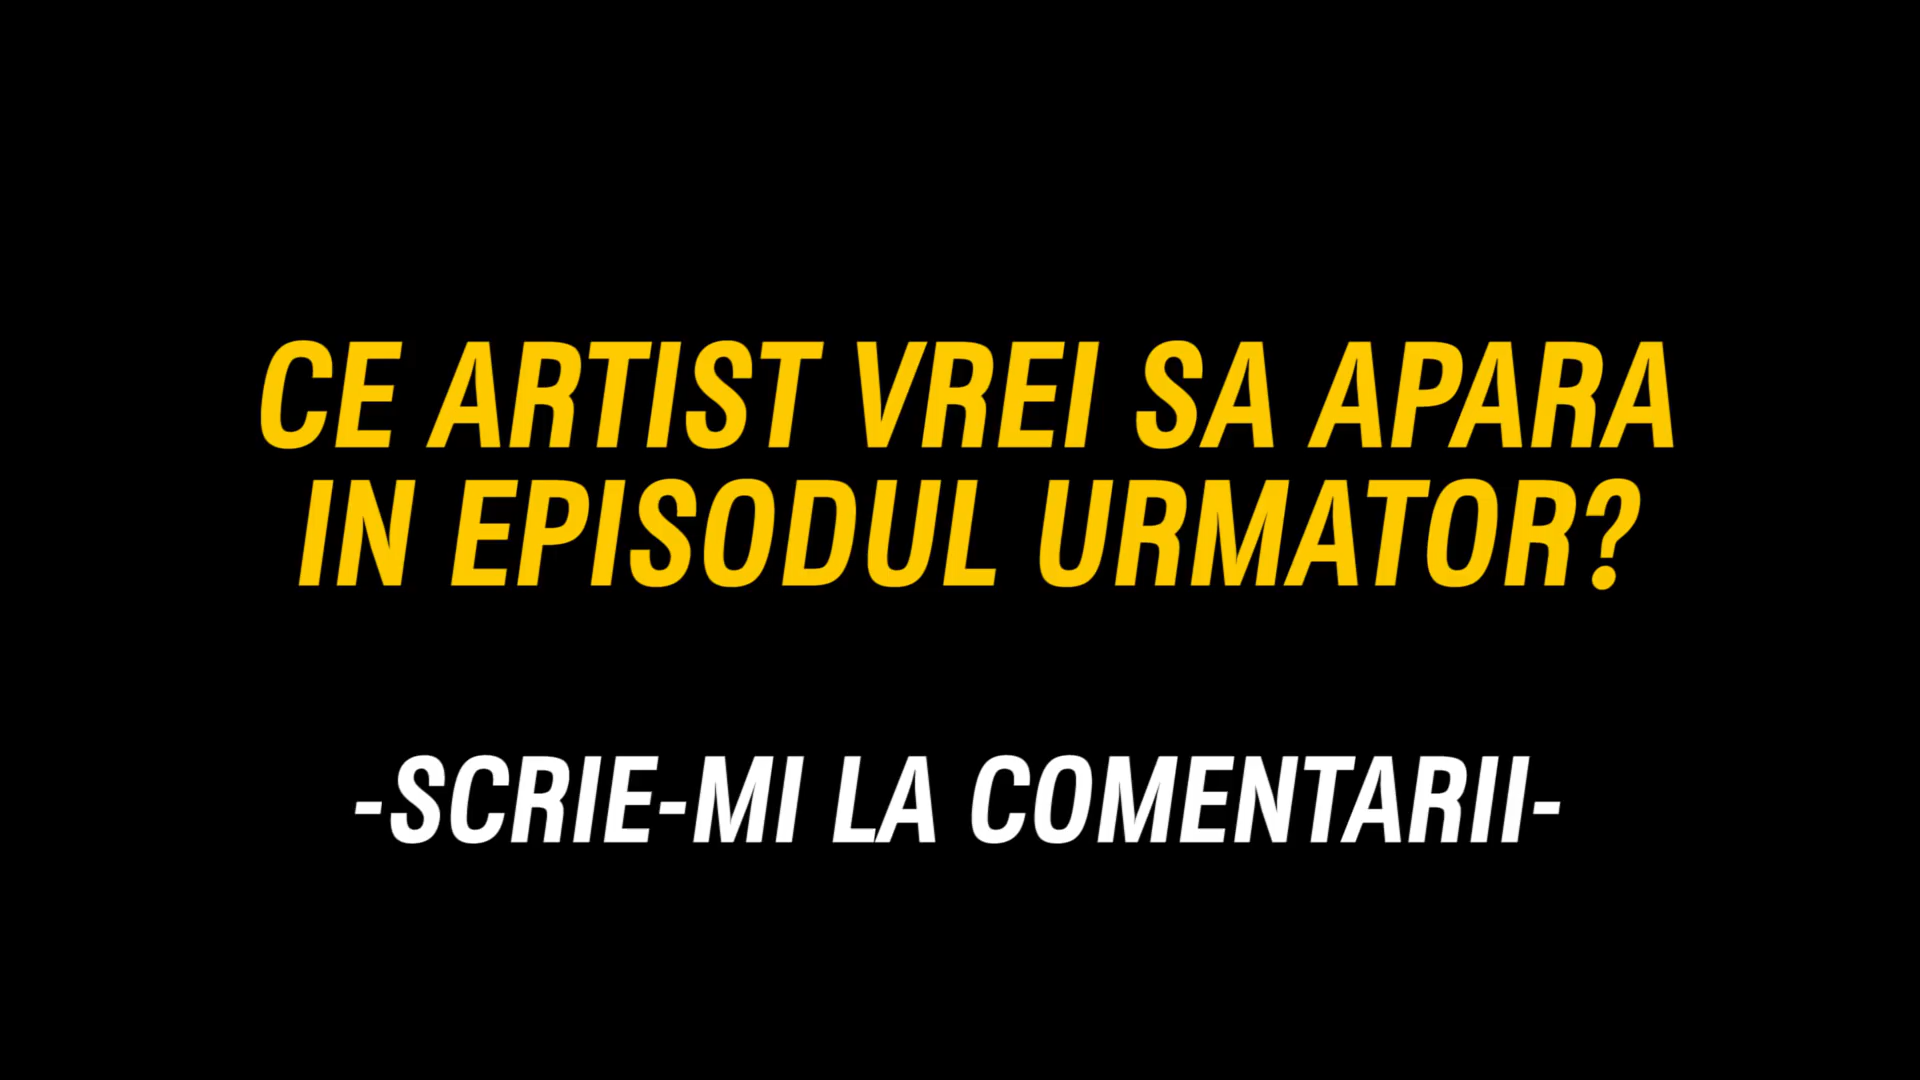 CE ARTIST VREI SA APARA
IN EPISODUL URMATOR?
-SCRIE-MI LA COMENTARII-